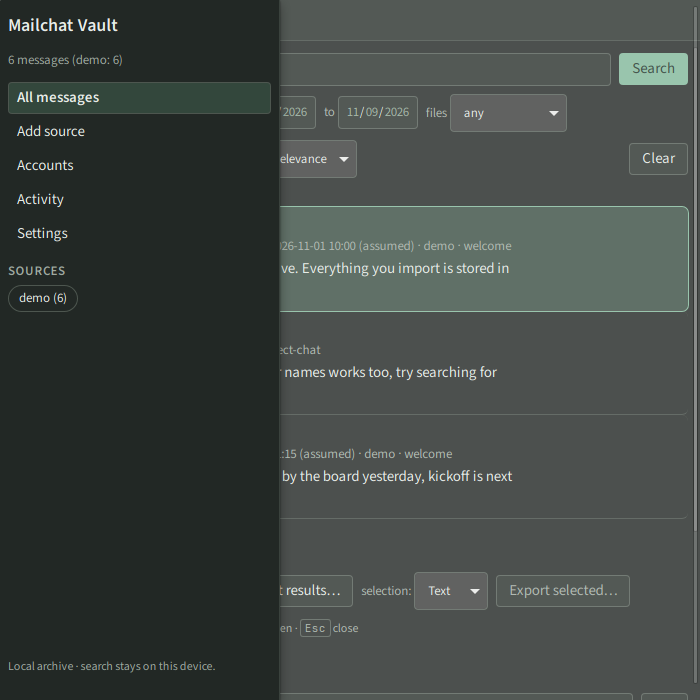 Mailchat Vault
6 messages (demo: 6)
All messages
Add source
Accounts
Activity
Settings
SOURCES
demo (6)
Local archive · search stays on this device.
Search
/2026 to 11/09/2026 files any
elevance Clear
26-11-01 10:00 (assumed) · demo · welcome
ve. Everything you import is stored in
ect-chat
names works too, try searching for
:15 (assumed) · demo · welcome
by the board yesterday, kickoff is next
t results… selection: Text Export selected…
en · Esc close